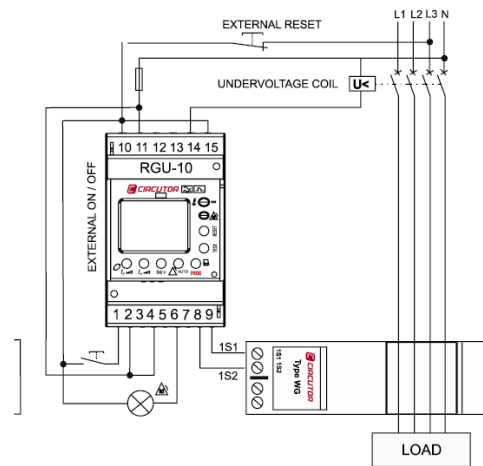 EXTERNAL RESET
L1 L2 L3 N
UNDERVOLTAGE COIL
U<
10 11 12 13 14 15
RGU-10
CIRCUTOR
RESET
TEST
AUTO
PROG
EXTERNAL ON / OFF
1 2 3 4 5 6 7 8 9
1S1
1S2
1S1 1S2
CIRCUTOR
Type WG
LOAD